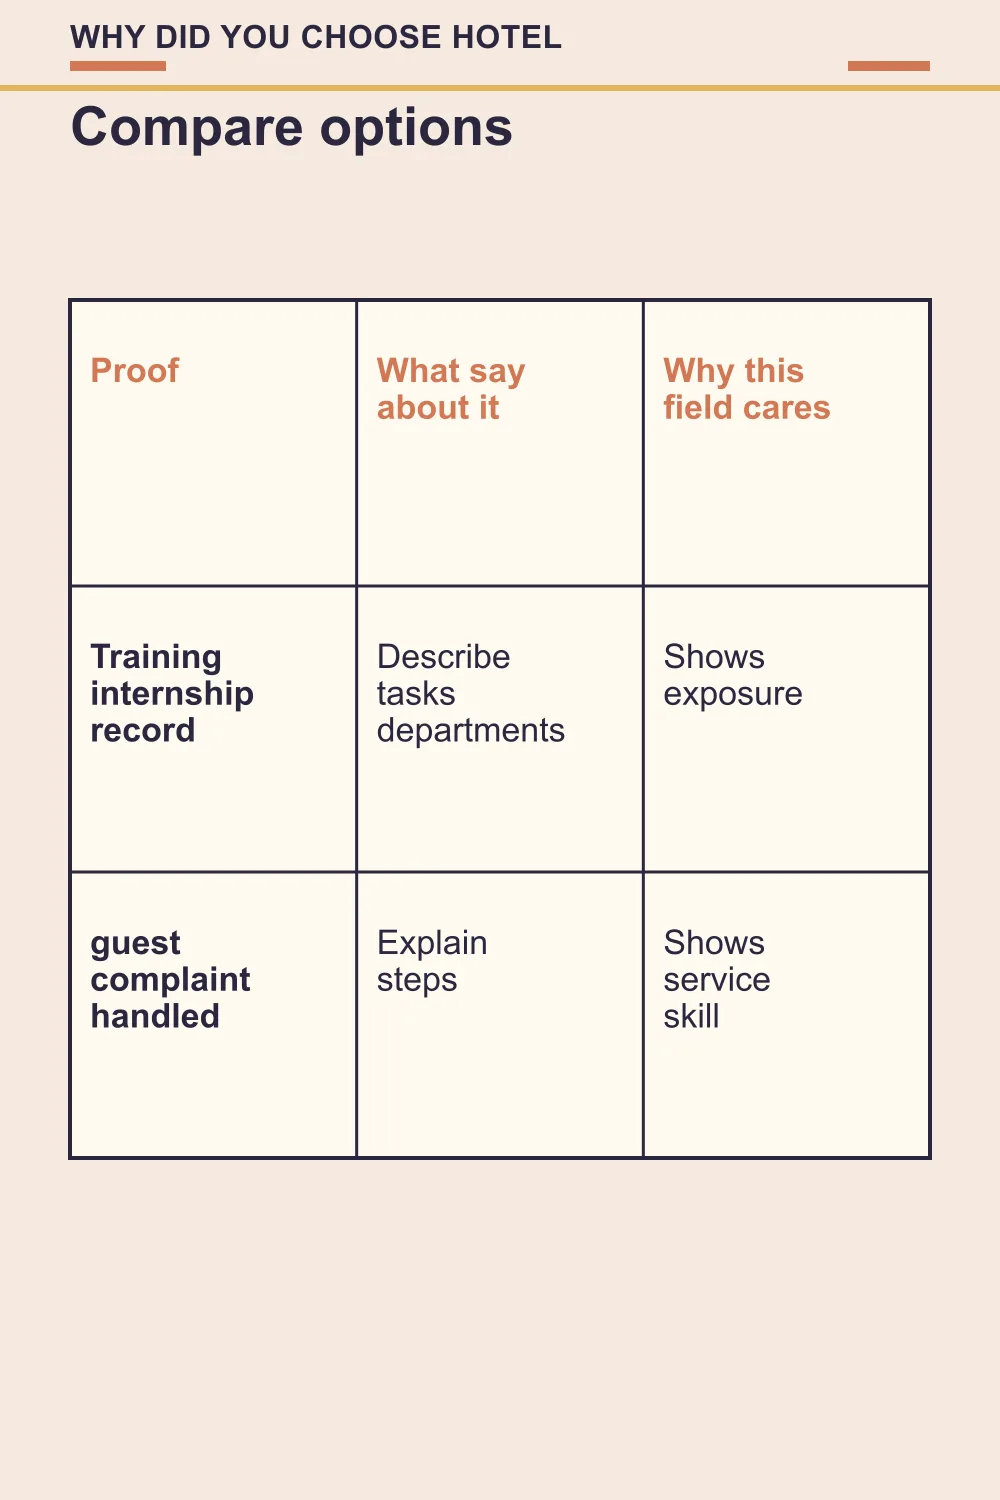 WHY DID YOU CHOOSE HOTEL
Compare options
Proof
What say
about it
Why this
field cares
Training
internship
record
Describe
tasks
departments
Shows
exposure
guest
complaint
handled
Explain
steps
Shows
service
skill